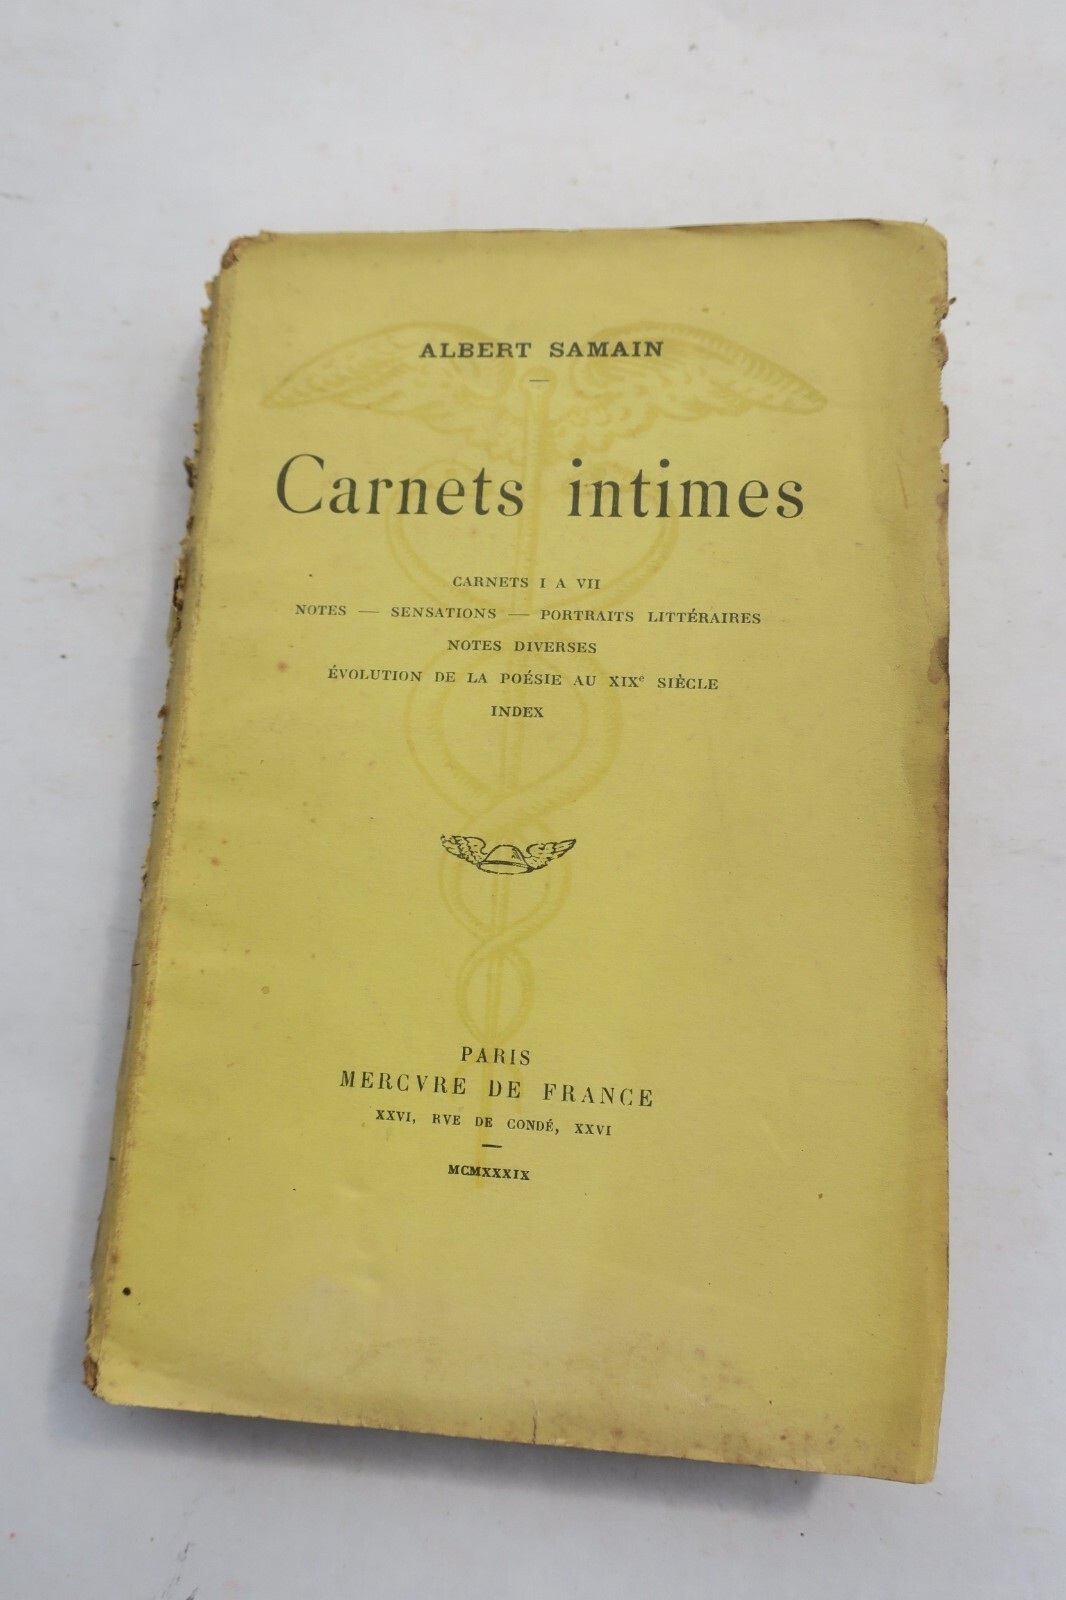 ALBERT SAMAIN
Carnets intimes
CARNETS I A VII
NOTES — SENSATIONS — PORTRAITS LITTÉRAIRES
NOTES DIVERSES
ÉVOLUTION DE LA POÉSIE AU XIXe SIÈCLE
INDEX
PARIS
MERCVRE DE FRANCE
XXVI, RVE DE CONDÉ, XXVI
MCMXXXIX